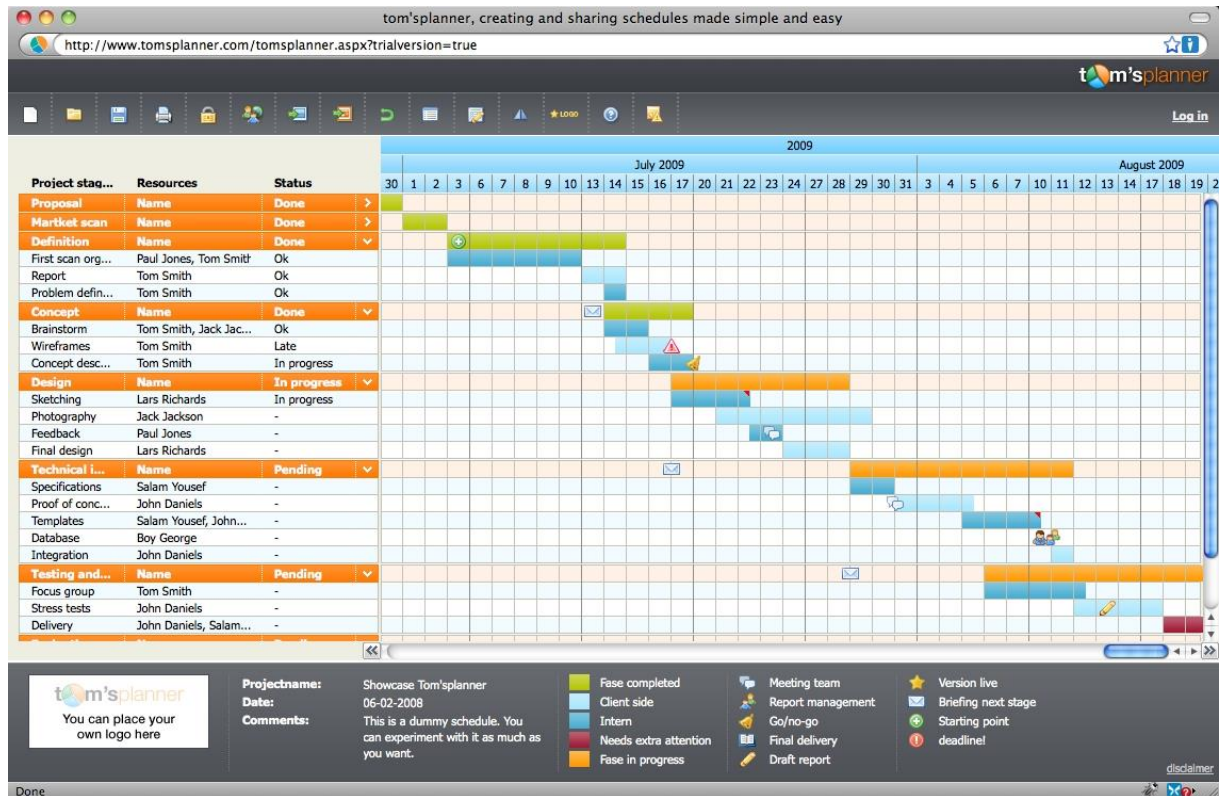 tom'splanner, creating and sharing schedules made simple and easy
http://www.tomsplanner.com/tomsplanner.aspx?trialversion=true
tom'splanner
LOGO
Log in
2009
July 2009 August 2009
Project stag... Resources Status 30 1 2 3 6 7 8 9 10 13 14 15 16 17 20 21 22 23 24 27 28 29 30 31 3 4 5 6 7 10 11 12 13 14 17 18 19 2
Proposal Name Done
Martket scan Name Done
Definition Name Done
First scan org... Paul Jones, Tom Smith Ok
Report Tom Smith Ok
Problem defin... Tom Smith Ok
Concept Name Done
Brainstorm Tom Smith, Jack Jac... Ok
Wireframes Tom Smith Late
Concept desc... Tom Smith In progress
Design Name In progress
Sketching Lars Richards In progress
Photography Jack Jackson -
Feedback Paul Jones -
Final design Lars Richards -
Technical i... Name Pending
Specifications Salam Yousef -
Proof of conc... John Daniels -
Templates Salam Yousef, John... -
Database Boy George -
Integration John Daniels -
Testing and... Name Pending
Focus group Tom Smith -
Stress tests John Daniels -
Delivery John Daniels, Salam... -
tom'splanner
You can place your
own logo here
Projectname: Showcase Tom'splanner
Date: 06-02-2008
Comments: This is a dummy schedule. You
can experiment with it as much as
you want.
Fase completed
Client side
Intern
Needs extra attention
Fase in progress
Meeting team
Report management
Go/no-go
Final delivery
Draft report
Version live
Briefing next stage
Starting point
deadline!
disclaimer
Done